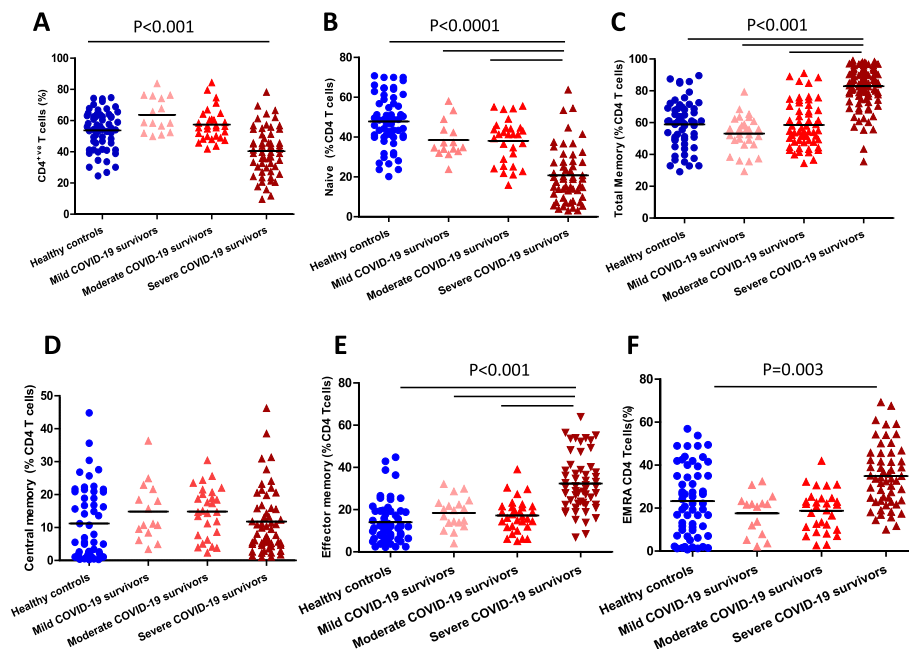 A
P<0.001
CD4⁺ᵛᵉ T cells (%)
100
80
60
40
20
0
Healthy controls
Mild COVID-19 survivors
Moderate COVID-19 survivors
Severe COVID-19 survivors
B
P<0.0001
Naive (%CD4 T cells)
80
60
40
20
0
Healthy controls
Mild COVID-19 survivors
Moderate COVID-19 survivors
Severe COVID-19 survivors
C
P<0.001
Total Memory (%CD4 T cells)
100
80
60
40
20
0
Healthy controls
Mild COVID-19 survivors
Moderate COVID-19 survivors
Severe COVID-19 survivors
D
Central memory (% CD4 T cells)
50
40
30
20
10
0
Healthy controls
Mild COVID-19 survivors
Moderate COVID-19 survivors
Severe COVID-19 survivors
E
P<0.001
Effector memory (% CD4 Tcells)
80
60
40
20
0
Healthy controls
Mild COVID-19 survivors
Moderate COVID-19 survivors
Severe COVID-19 survivors
F
P=0.003
EMRA CD4 Tcells(%)
80
60
40
20
0
Healthy controls
Mild COVID-19 survivors
Moderate COVID-19 survivors
Severe COVID-19 survivors